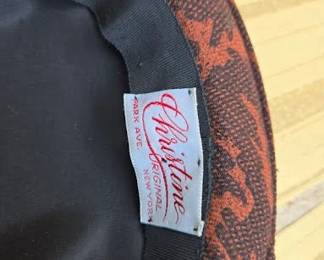 Christine
ORIGINAL
PARK AVE. NEW YORK